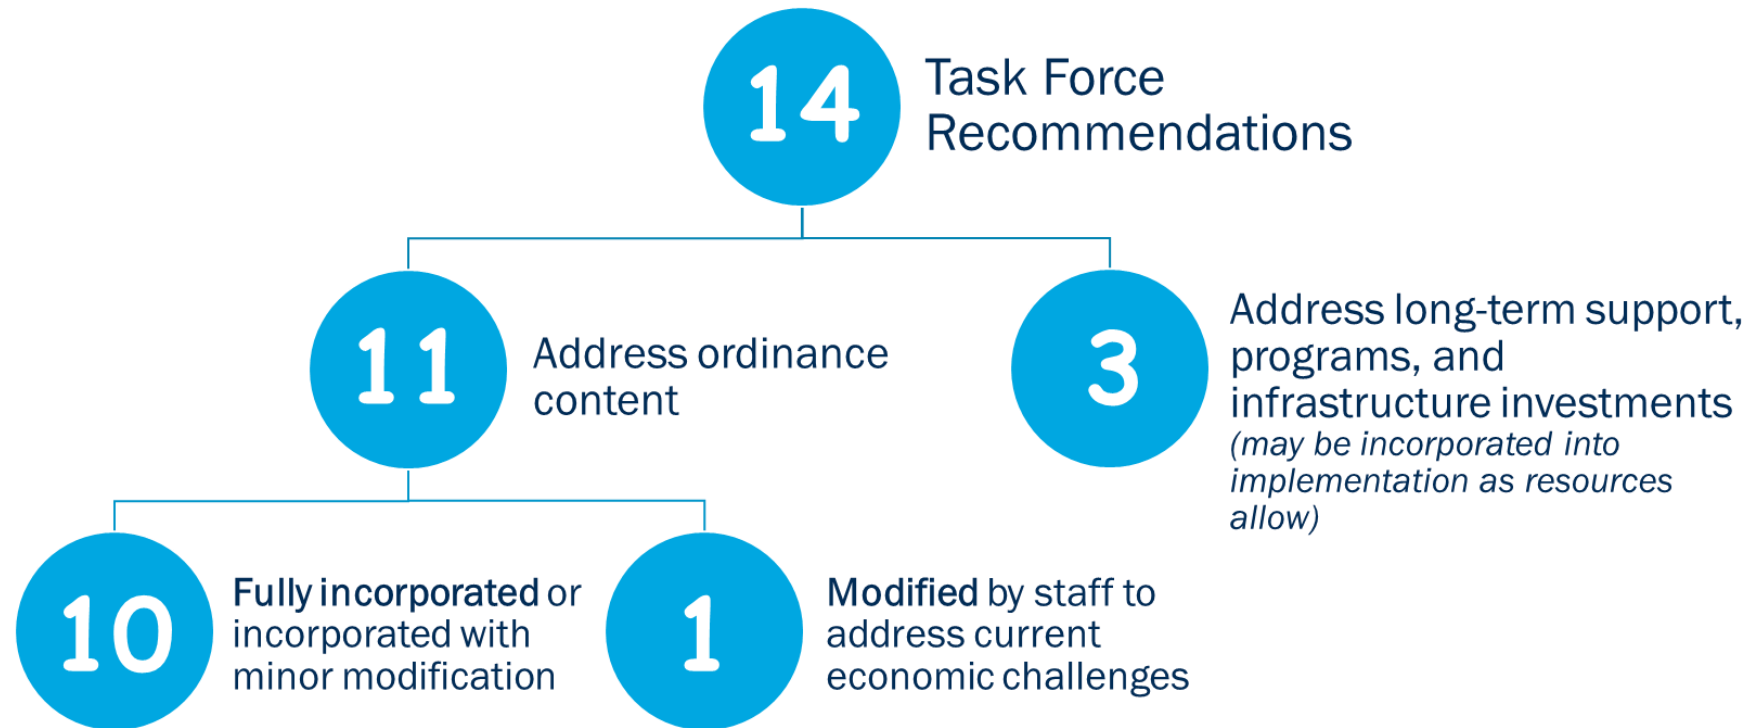 14
Task Force
Recommendations
11
Address ordinance
content
3
Address long-term support,
programs, and
infrastructure investments
(may be incorporated into
implementation as resources
allow)
10
Fully incorporated or
incorporated with
minor modification
1
Modified by staff to
address current
economic challenges